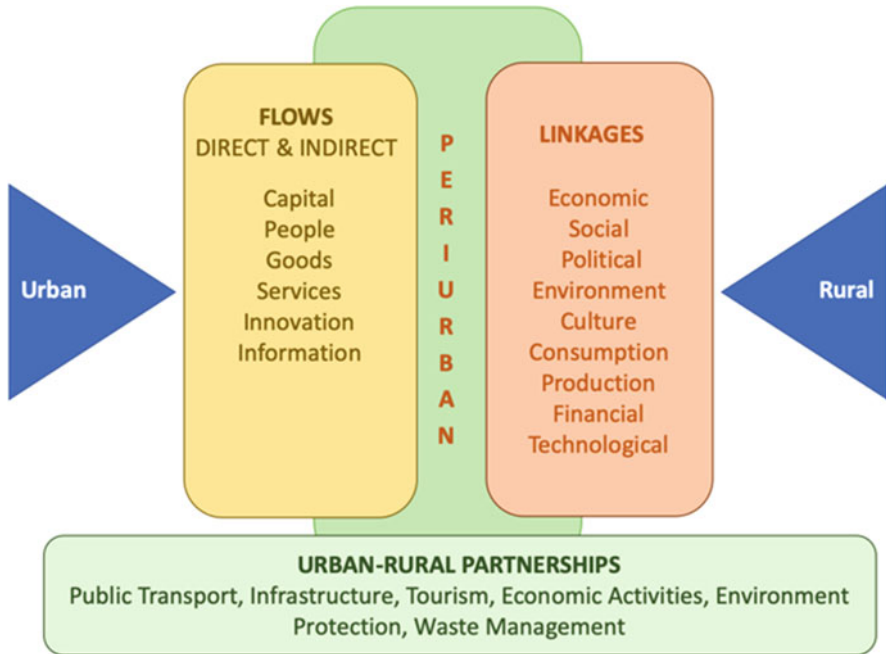 Urban
FLOWS
DIRECT & INDIRECT
Capital
People
Goods
Services
Innovation
Information
PERIURBAN
LINKAGES
Economic
Social
Political
Environment
Culture
Consumption
Production
Financial
Technological
Rural
URBAN-RURAL PARTNERSHIPS
Public Transport, Infrastructure, Tourism, Economic Activities, Environment
Protection, Waste Management